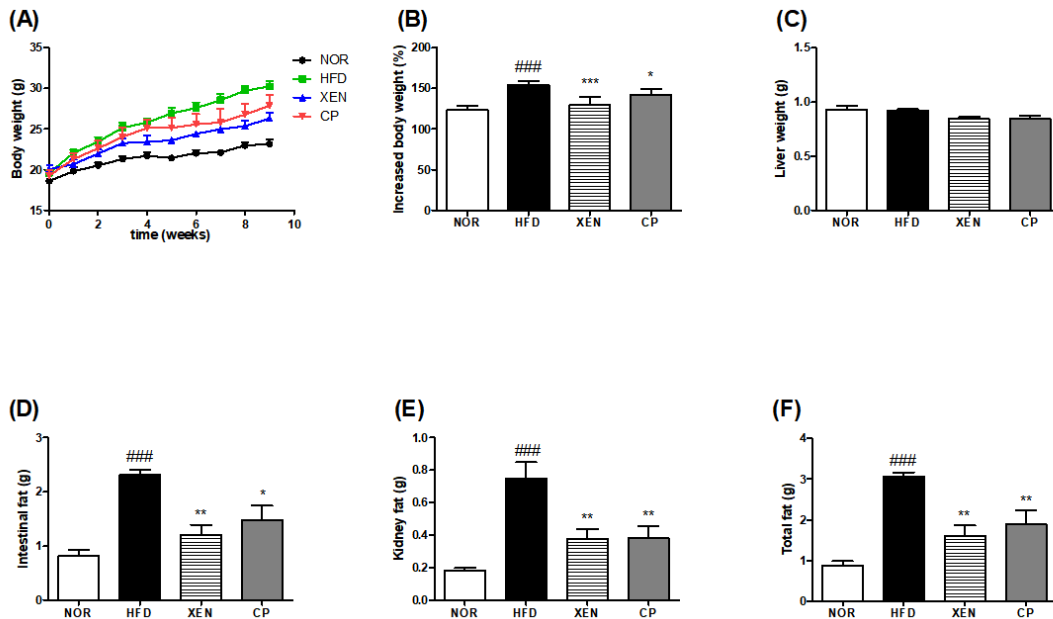 (A)
Body weight (g)
35
30
25
20
15
0 2 4 6 8 10
time (weeks)
NOR
HFD
XEN
CP
(B)
Increased body weight (%)
200
150
100
50
0
###
***
*
NOR HFD XEN CP
(C)
Liver weight (g)
1.5
1.0
0.5
0.0
NOR HFD XEN CP
(D)
Intestinal fat (g)
3
2
1
0
###
**
*
NOR HFD XEN CP
(E)
Kidney fat (g)
1.0
0.8
0.6
0.4
0.2
0.0
###
**
**
NOR HFD XEN CP
(F)
Total fat (g)
4
3
2
1
0
###
**
**
NOR HFD XEN CP